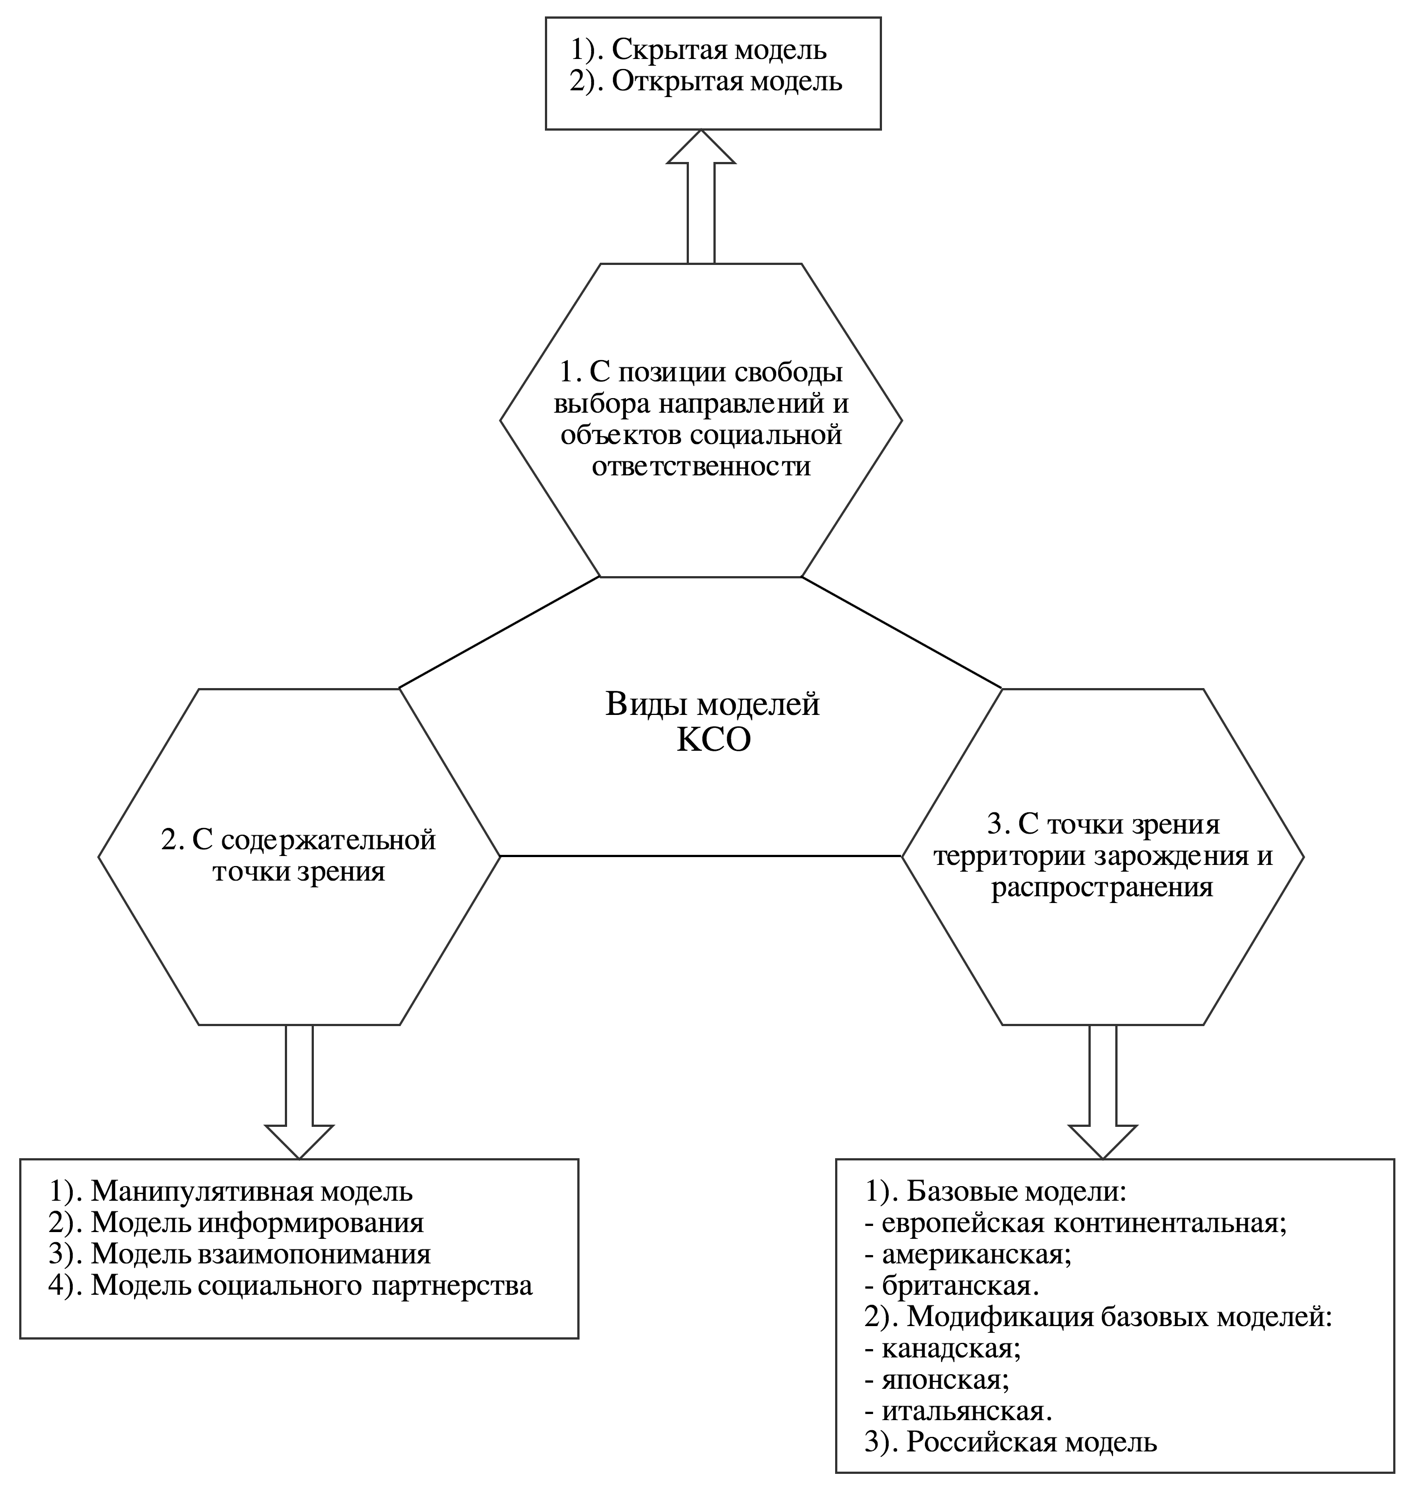 1). Скрытая модель
2). Открытая модель
1. С позиции свободы
выбора направлений и
объектов социальной
ответственности
Виды моделей
КСО
2. С содержательной
точки зрения
3. С точки зрения
территории зарождения и
распространения
1). Манипулятивная модель
2). Модель информирования
3). Модель взаимопонимания
4). Модель социального партнерства
1). Базовые модели:
- европейская континентальная;
- американская;
- британская.
2). Модификация базовых моделей:
- канадская;
- японская;
- итальянская.
3). Российская модель